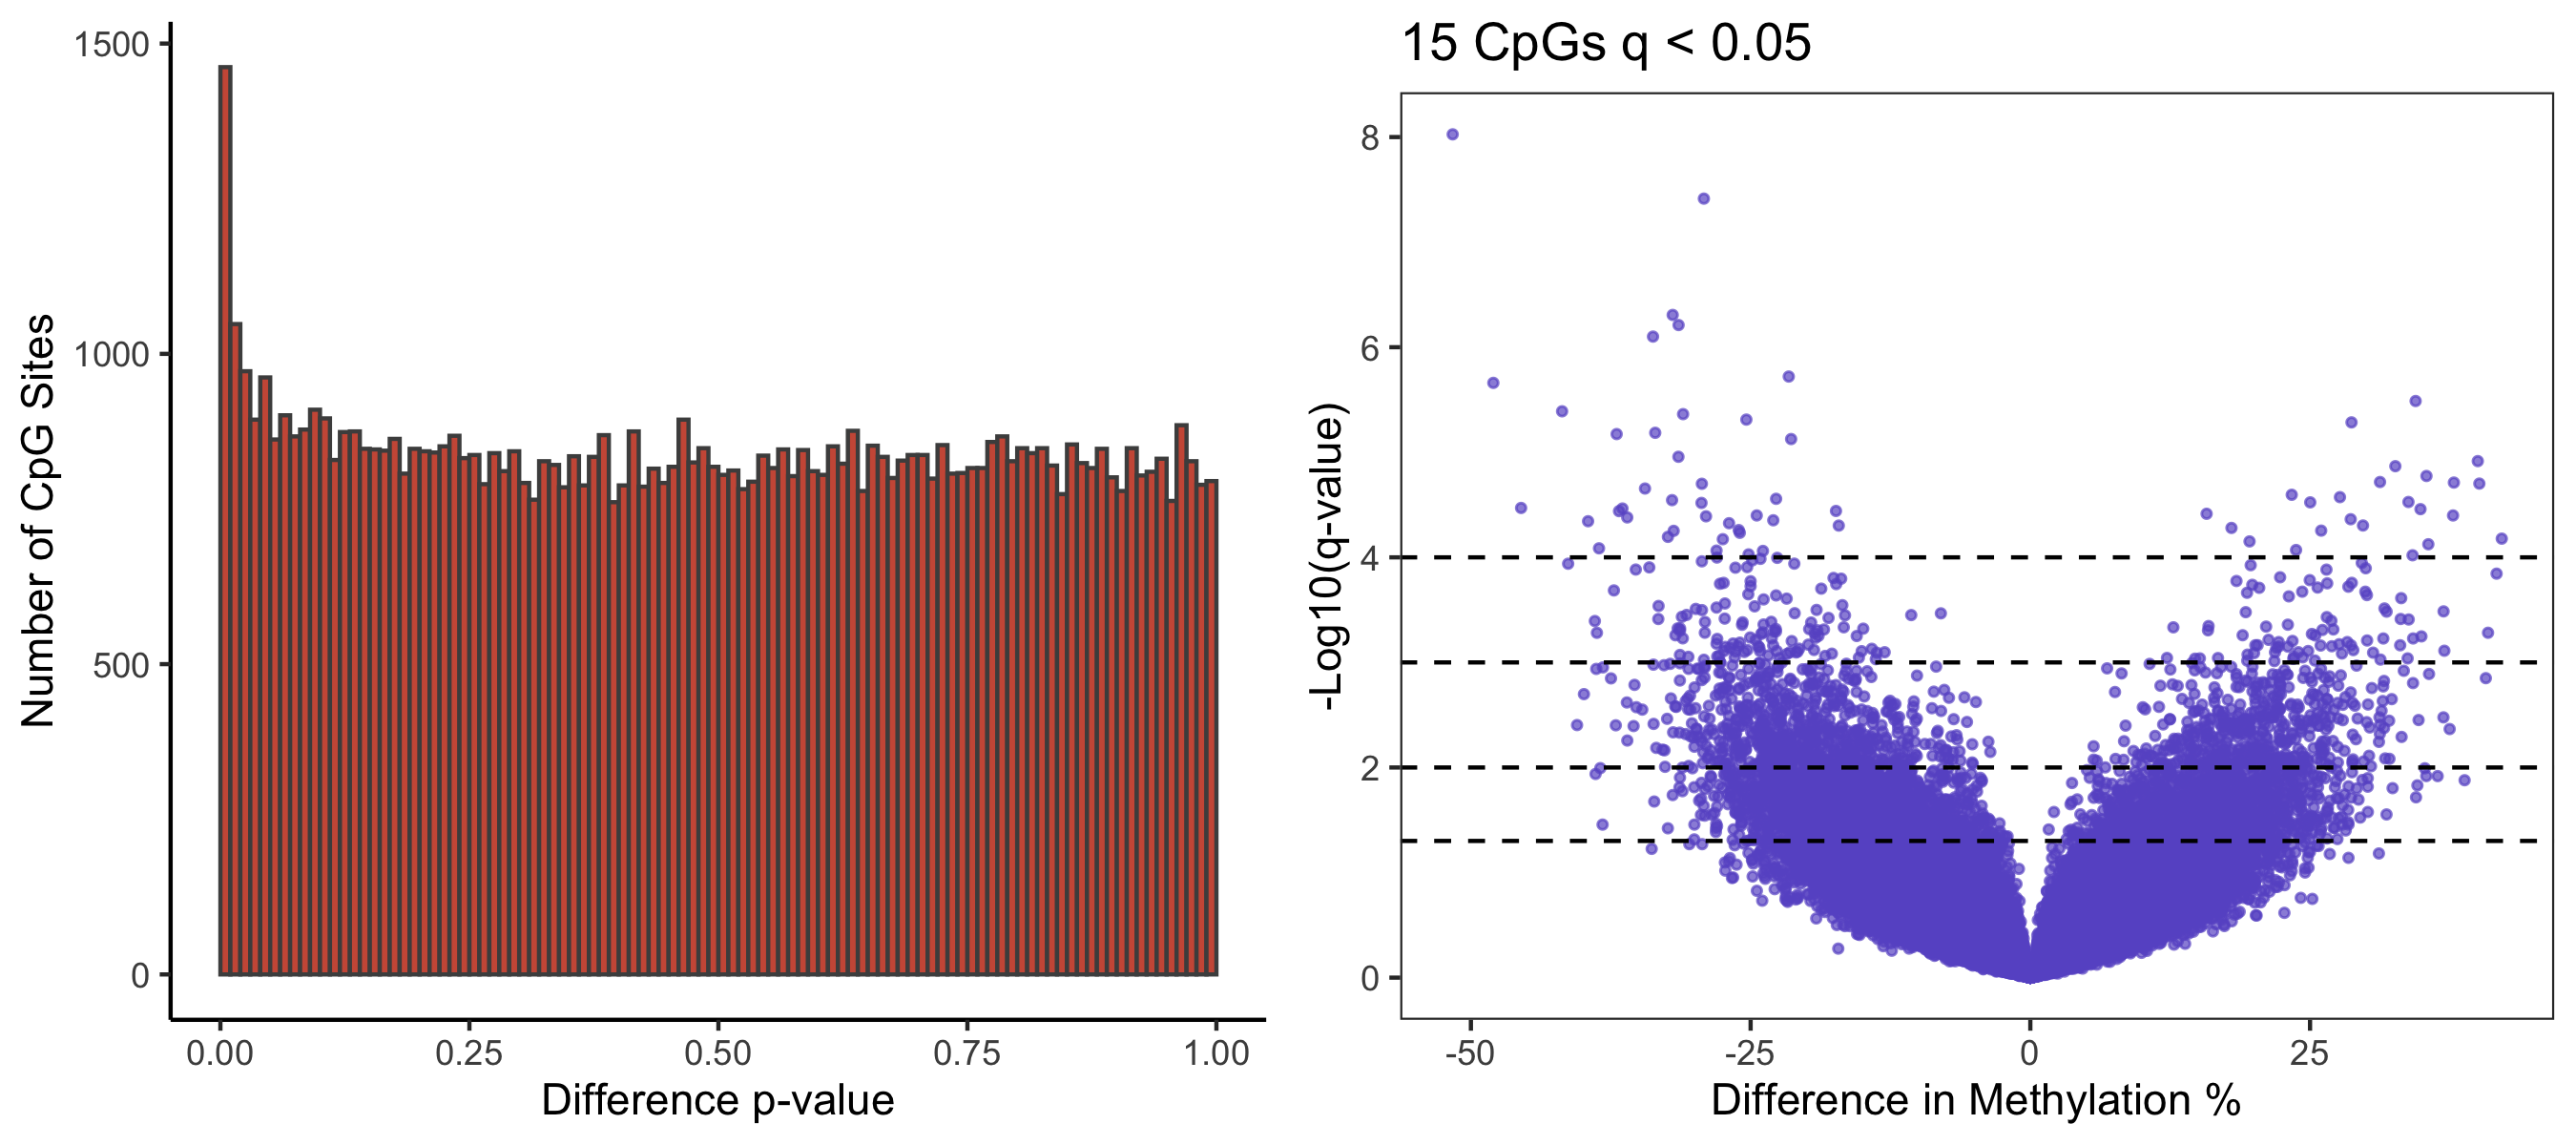 1500
1000
500
0
Number of CpG Sites
0.00 0.25 0.50 0.75 1.00
Difference p-value
15 CpGs q < 0.05
8
6
4
2
0
-Log10(q-value)
-50 -25 0 25
Difference in Methylation %